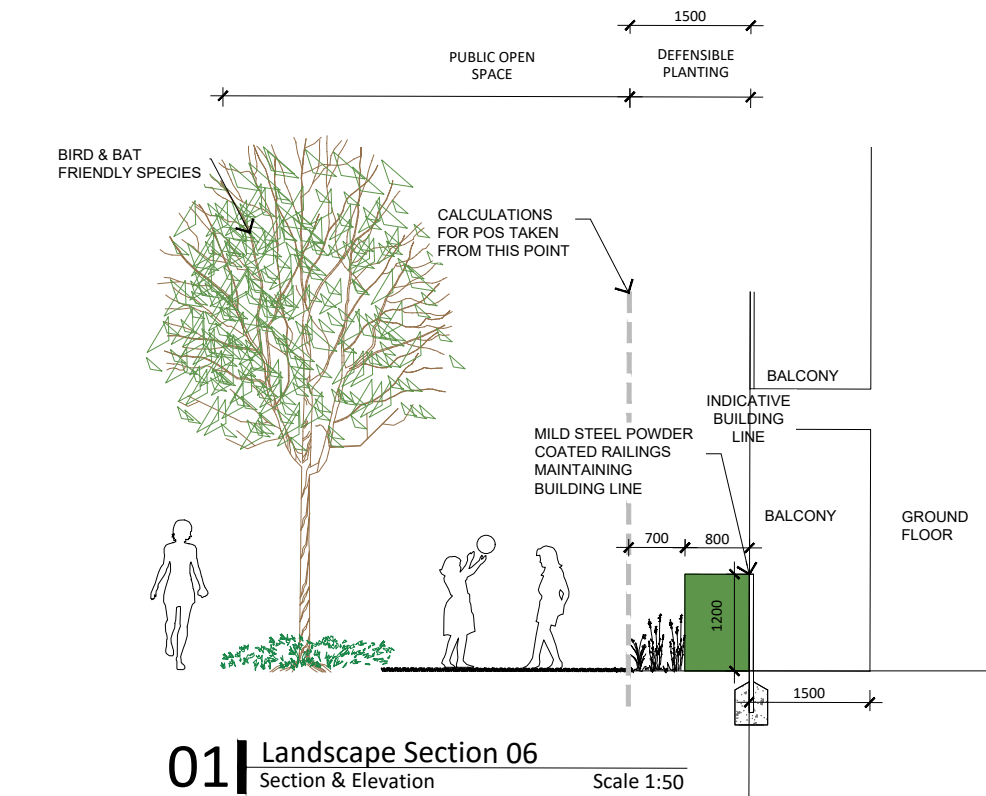 1500
PUBLIC OPEN
SPACE
DEFENSIBLE
PLANTING
BIRD & BAT
FRIENDLY SPECIES
CALCULATIONS
FOR POS TAKEN
FROM THIS POINT
BALCONY
INDICATIVE
BUILDING
LINE
MILD STEEL POWDER
COATED RAILINGS
MAINTAINING
BUILDING LINE
BALCONY
GROUND
FLOOR
700
800
1200
1500
01
Landscape Section 06
Section & Elevation
Scale 1:50